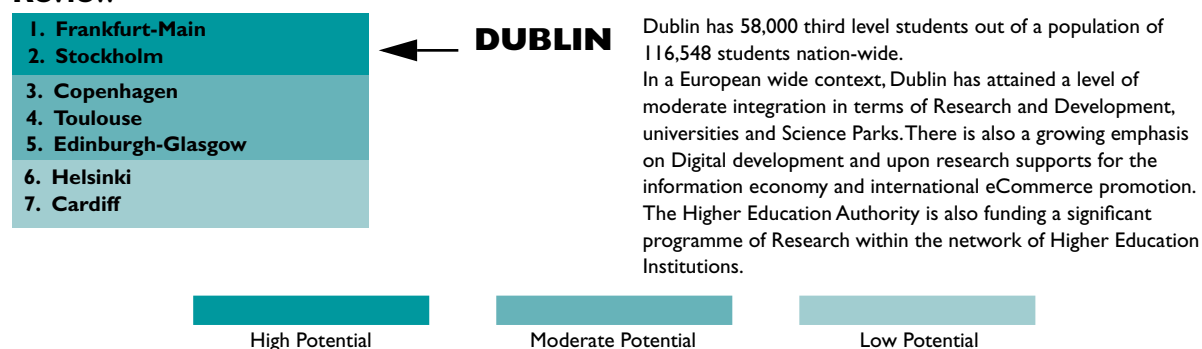 1. Frankfurt-Main
2. Stockholm
3. Copenhagen
4. Toulouse
5. Edinburgh-Glasgow
6. Helsinki
7. Cardiff
DUBLIN
Dublin has 58,000 third level students out of a population of
116,548 students nation-wide.
In a European wide context, Dublin has attained a level of
moderate integration in terms of Research and Development,
universities and Science Parks. There is also a growing emphasis
on Digital development and upon research supports for the
information economy and international eCommerce promotion.
The Higher Education Authority is also funding a significant
programme of Research within the network of Higher Education
Institutions.
High Potential
Moderate Potential
Low Potential